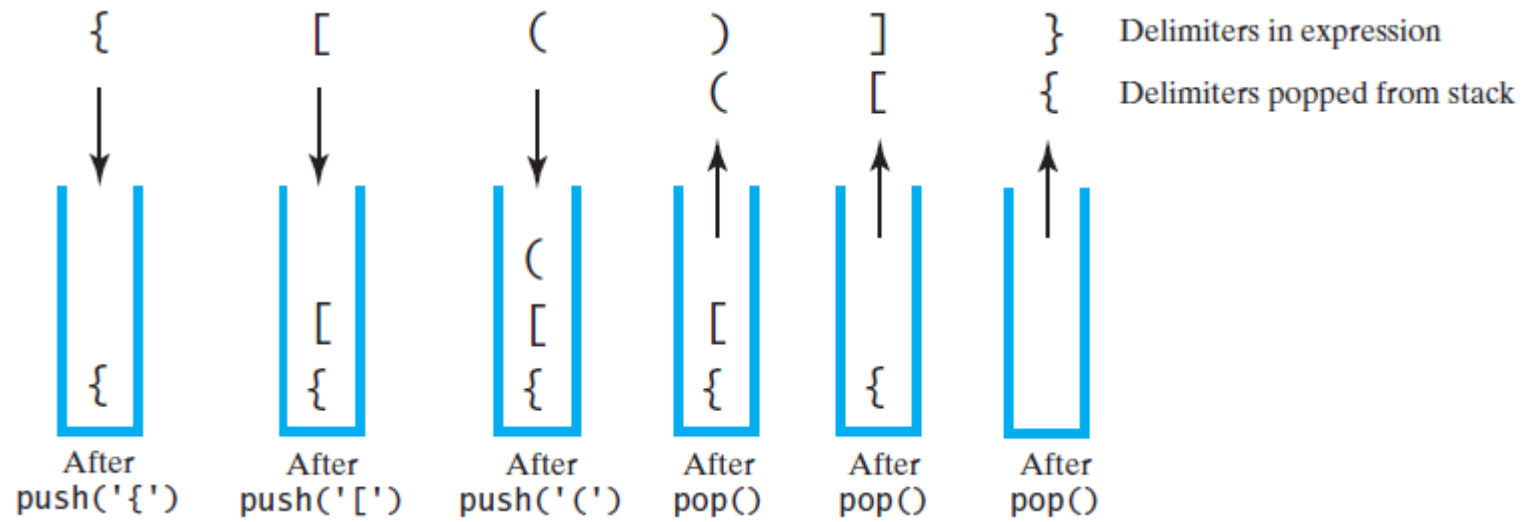 { [ ( ) ] } Delimiters in expression
( [ { Delimiters popped from stack
(
[ [ [
{ { { { {
After After After After After After
push('{') push('[') push('(') pop() pop() pop()